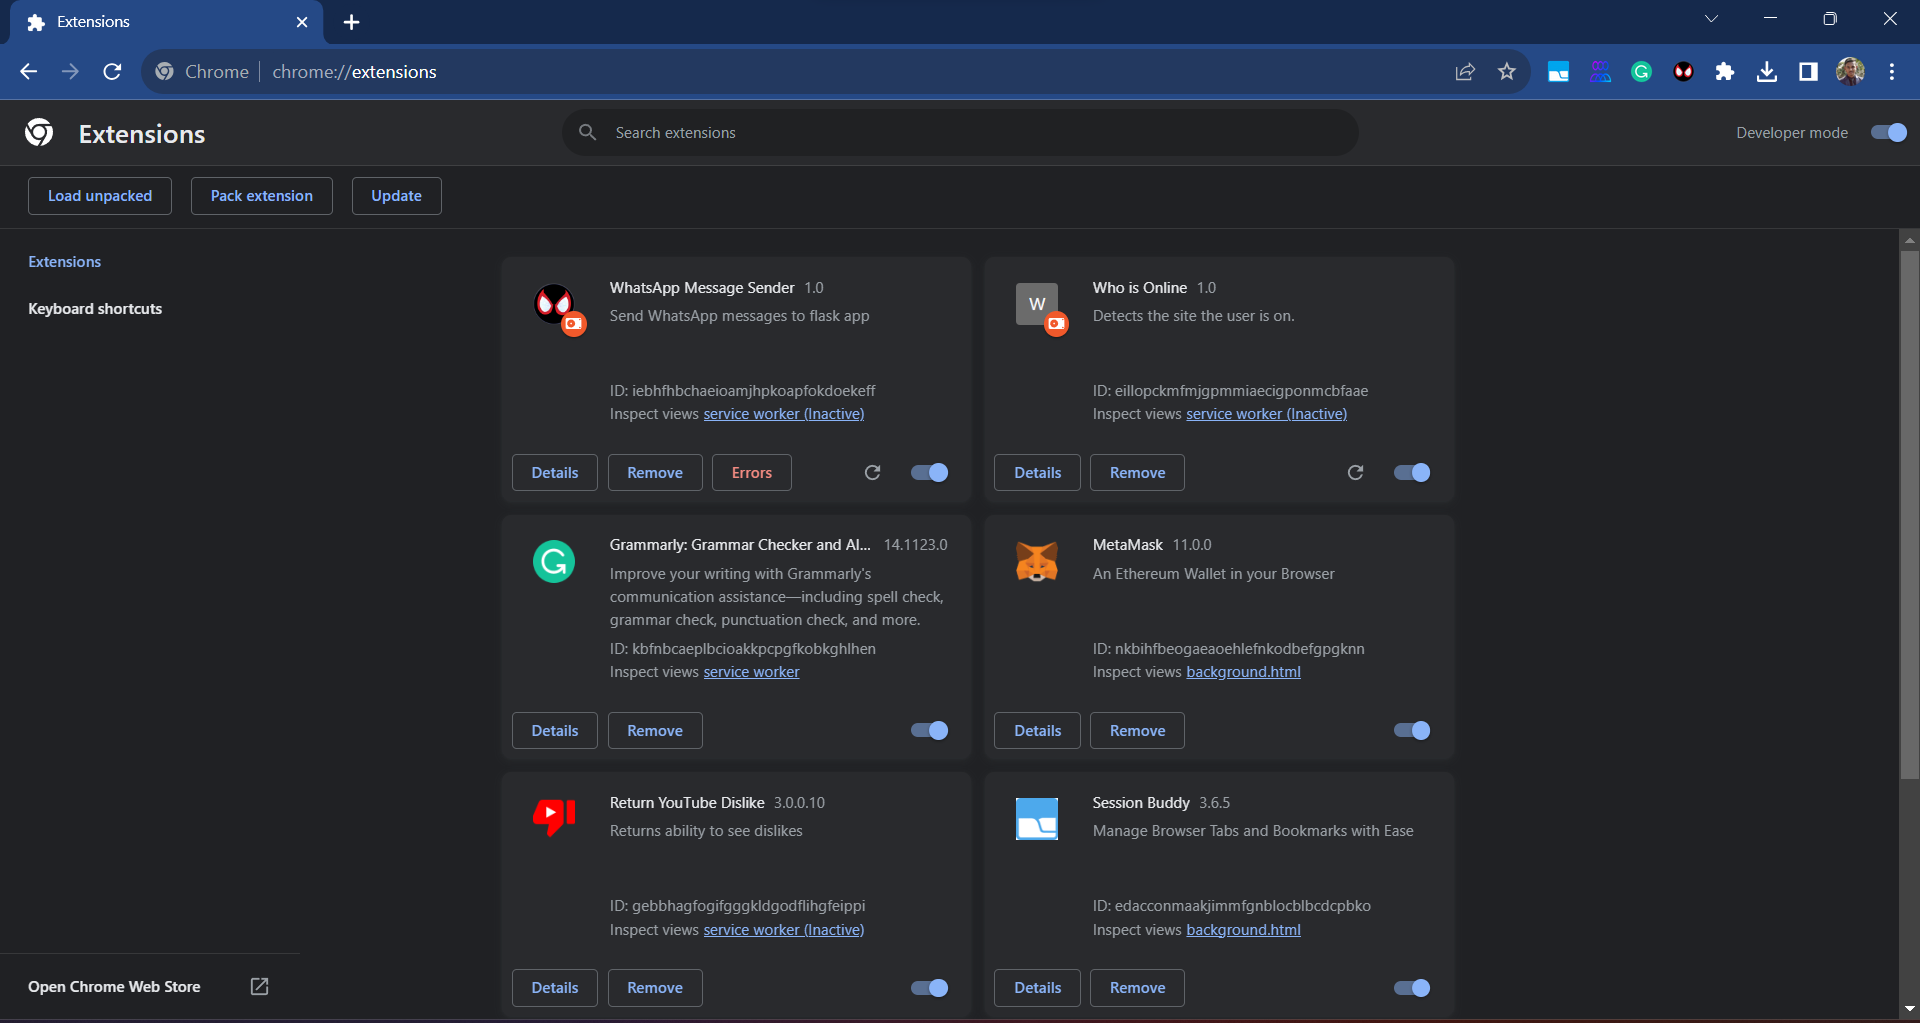 Extensions
Chrome chrome://extensions
Extensions
Search extensions
Developer mode
Load unpacked
Pack extension
Update
Extensions
Keyboard shortcuts
WhatsApp Message Sender 1.0
Send WhatsApp messages to flask app
ID: iebhfhbchaeioamjhpkoapfokdoekeff
Inspect views service worker (Inactive)
Details
Remove
Errors
W
Who is Online 1.0
Detects the site the user is on.
ID: eillopckmfmjgpmmiaecigponmcbfaae
Inspect views service worker (Inactive)
Details
Remove
Grammarly: Grammar Checker and AI... 14.1123.0
Improve your writing with Grammarly's
communication assistance—including spell check,
grammar check, punctuation check, and more.
ID: kbfnbcaeplbcioakkpcpgfkobkghlhen
Inspect views service worker
Details
Remove
MetaMask 11.0.0
An Ethereum Wallet in your Browser
ID: nkbihfbeogaeaoehlefnkodbefgpgknn
Inspect views background.html
Details
Remove
Return YouTube Dislike 3.0.0.10
Returns ability to see dislikes
ID: gebbhagfogifgggkldgodflihgfeippi
Inspect views service worker (Inactive)
Details
Remove
Session Buddy 3.6.5
Manage Browser Tabs and Bookmarks with Ease
ID: edacconmaakjimmfgnblocblbcdcpbko
Inspect views background.html
Details
Remove
Open Chrome Web Store